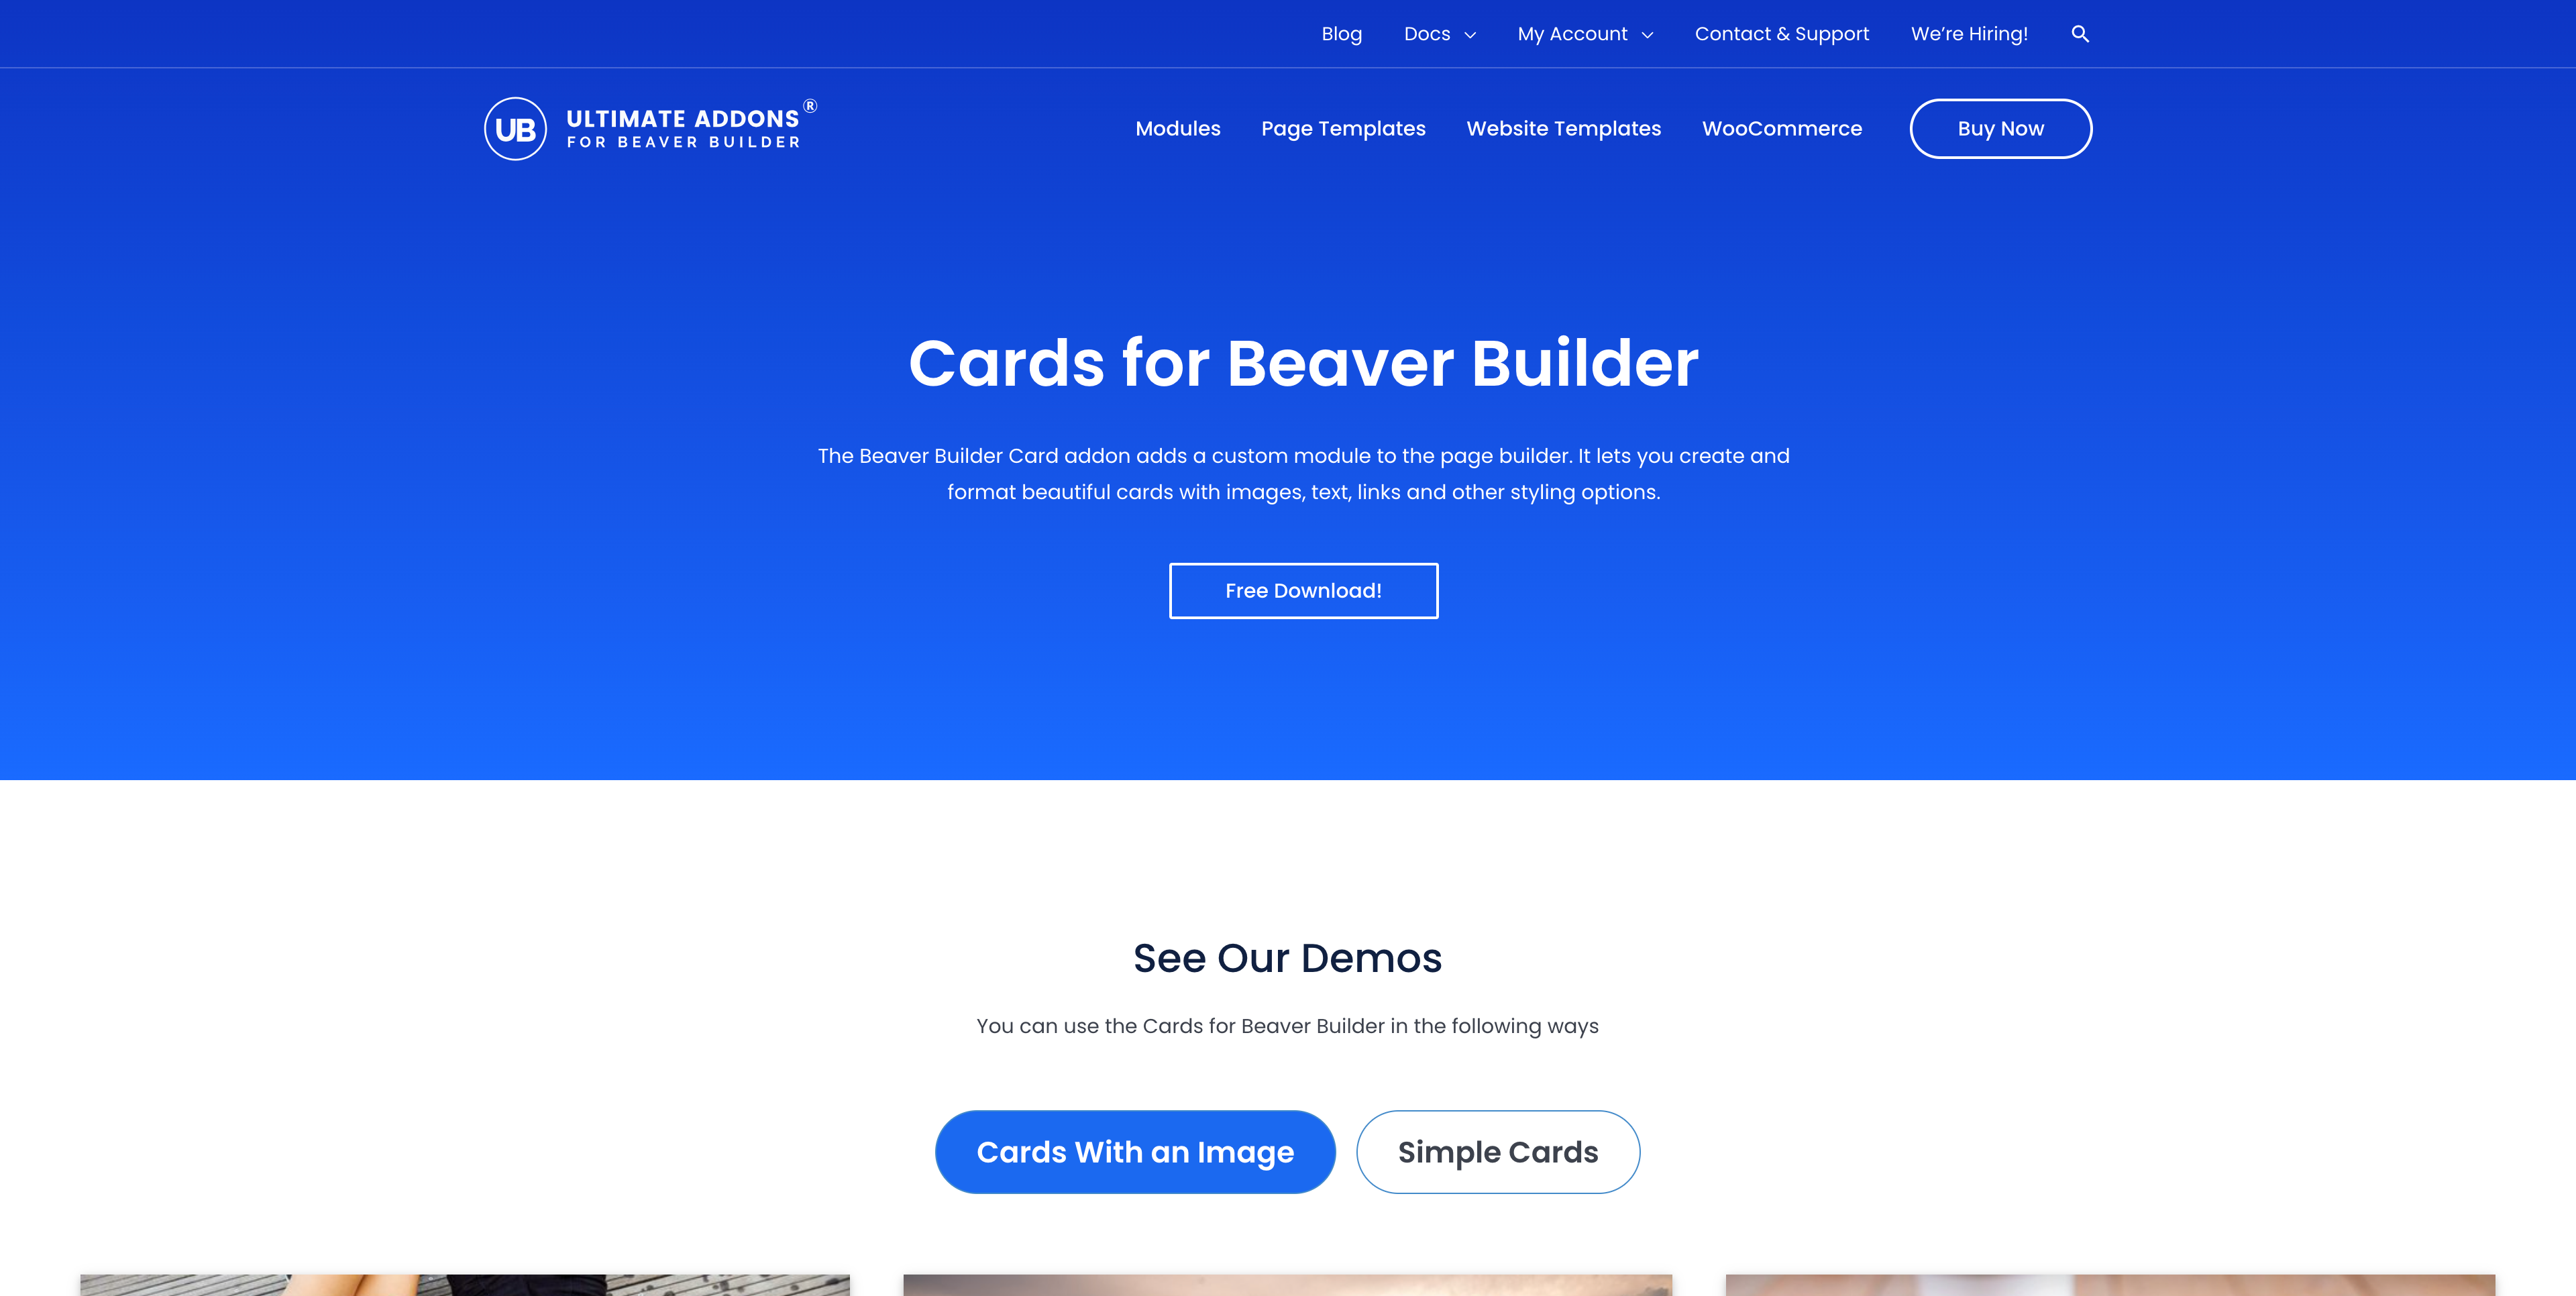 Blog Docs My Account Contact & Support We’re Hiring!
UB ULTIMATE ADDONS®
FOR BEAVER BUILDER
Modules Page Templates Website Templates WooCommerce Buy Now
Cards for Beaver Builder
The Beaver Builder Card addon adds a custom module to the page builder. It lets you create and
format beautiful cards with images, text, links and other styling options.
Free Download!
See Our Demos
You can use the Cards for Beaver Builder in the following ways
Cards With an Image Simple Cards